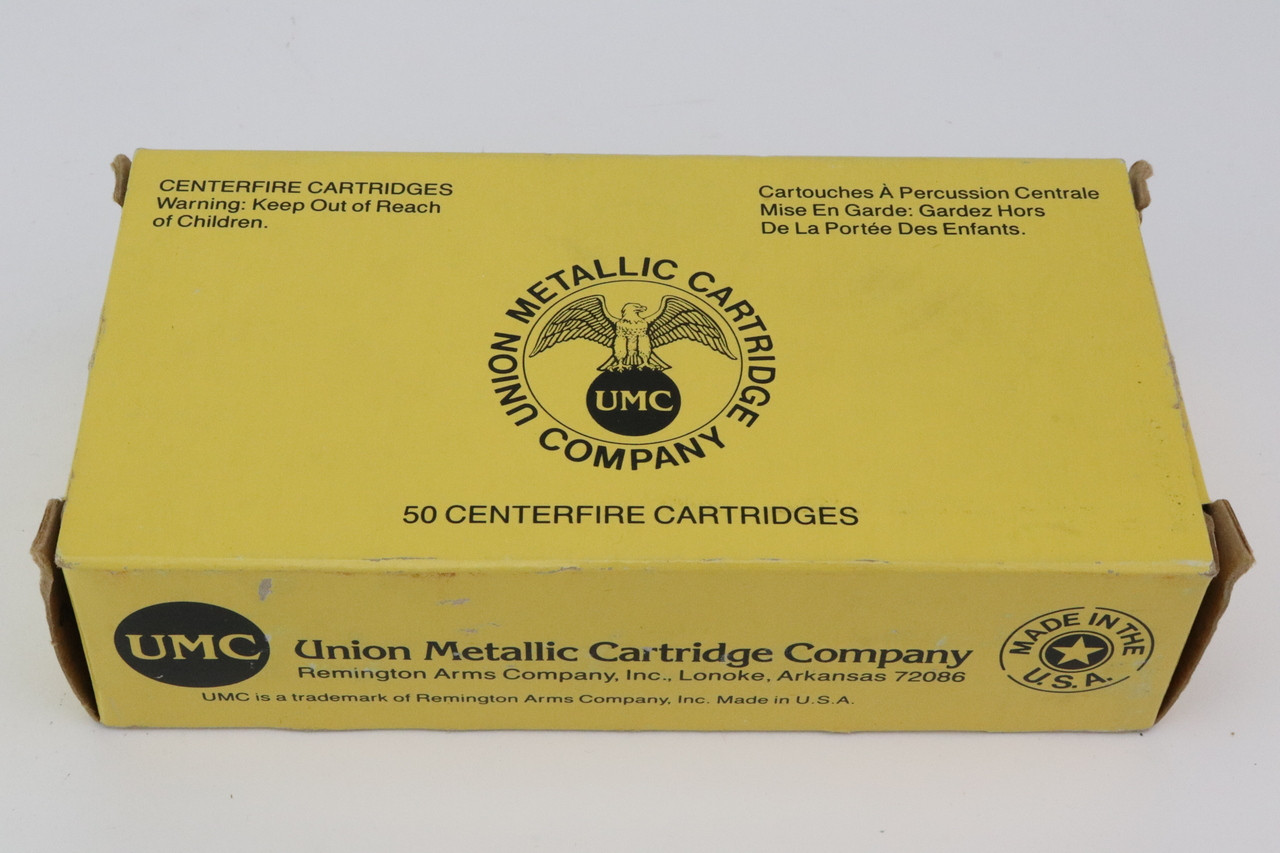 CENTERFIRE CARTRIDGES
Warning: Keep Out of Reach
of Children.
Cartouches À Percussion Centrale
Mise En Garde: Gardez Hors
De La Portée Des Enfants.
UNION METALLIC CARTRIDGE COMPANY
UMC
50 CENTERFIRE CARTRIDGES
UMC
Union Metallic Cartridge Company
Remington Arms Company, Inc., Lonoke, Arkansas 72086
UMC is a trademark of Remington Arms Company, Inc. Made in U.S.A.
MADE IN THE
U.S.A.